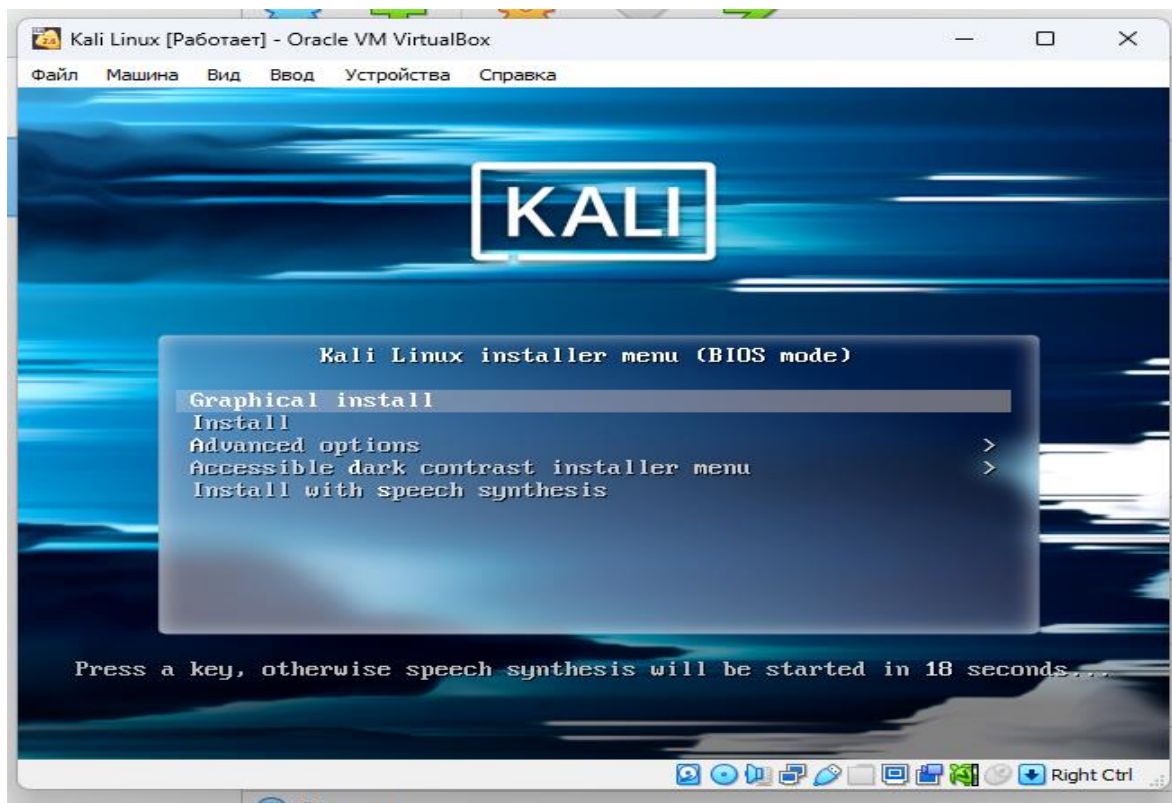 Kali Linux [Работает] - Oracle VM VirtualBox
Файл Машина Вид Ввод Устройства Справка
KALI
Kali Linux installer menu (BIOS mode)
Graphical install
Install
Advanced options >
Accessible dark contrast installer menu >
Install with speech synthesis
Press a key, otherwise speech synthesis will be started in 18 seconds...
Right Ctrl